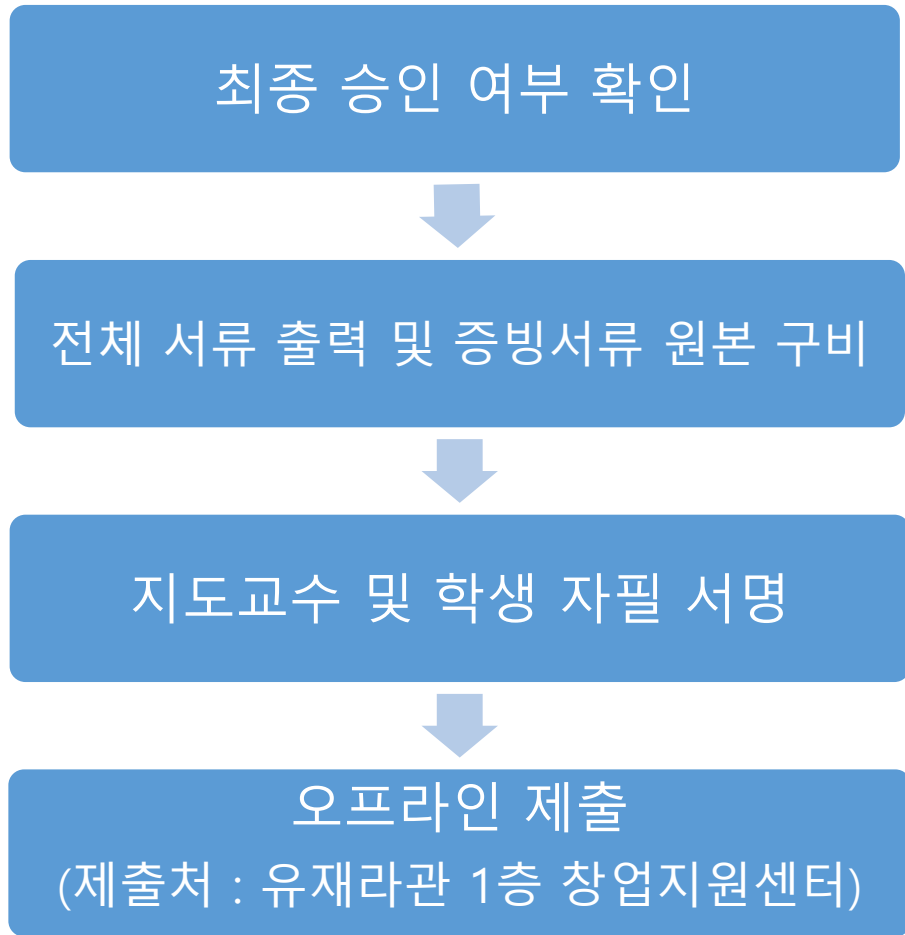 최종 승인 여부 확인
전체 서류 출력 및 증빙서류 원본 구비
지도교수 및 학생 자필 서명
오프라인 제출
(제출처 : 유재라관 1층 창업지원센터)